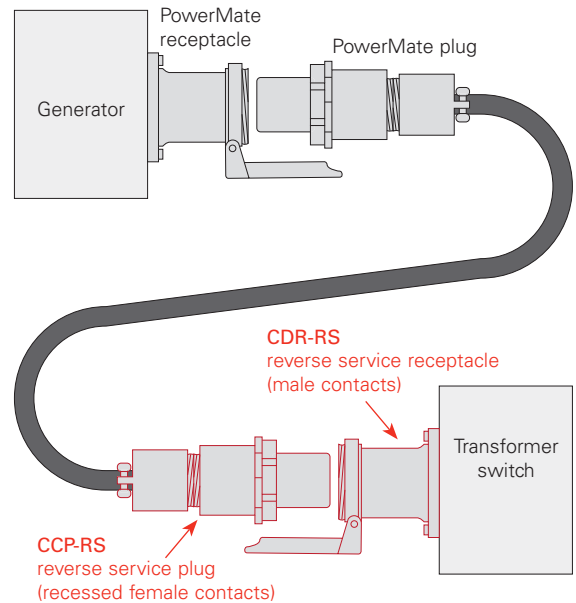 PowerMate
receptacle
PowerMate plug
Generator
CDR-RS
reverse service receptacle
(male contacts)
Transformer
switch
CCP-RS
reverse service plug
(recessed female contacts)